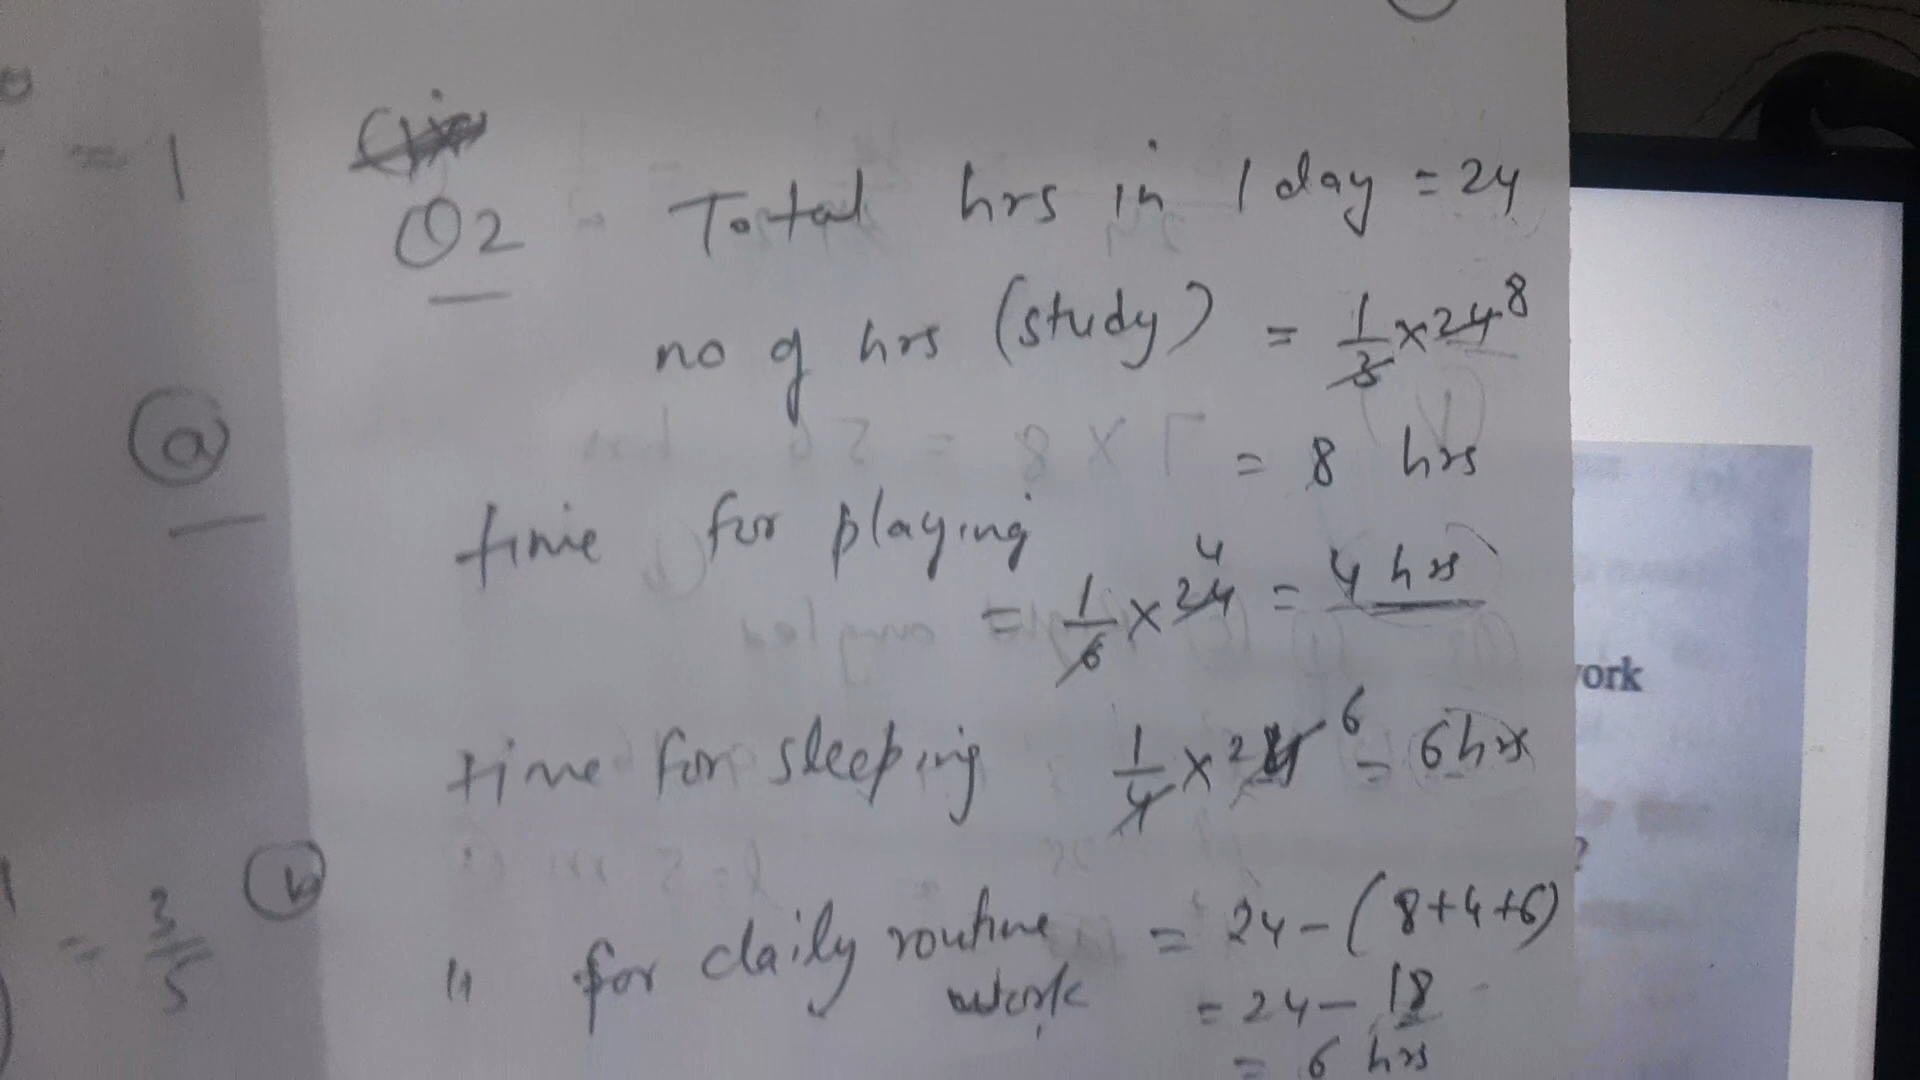 = 1
Q2 Total hrs in 1 day = 24
no of hrs (study) = 1/3 x 24 8
= 8 hrs
(a)
time for playing
= 1/6 x 24 4 = 4 hrs
time for sleeping 1/4 x 24 6 = 6 hrs
(b)
" for daily routine work = 24 - (8+4+6)
= 24 - 18
= 6 hrs
= 3/5
ork
?